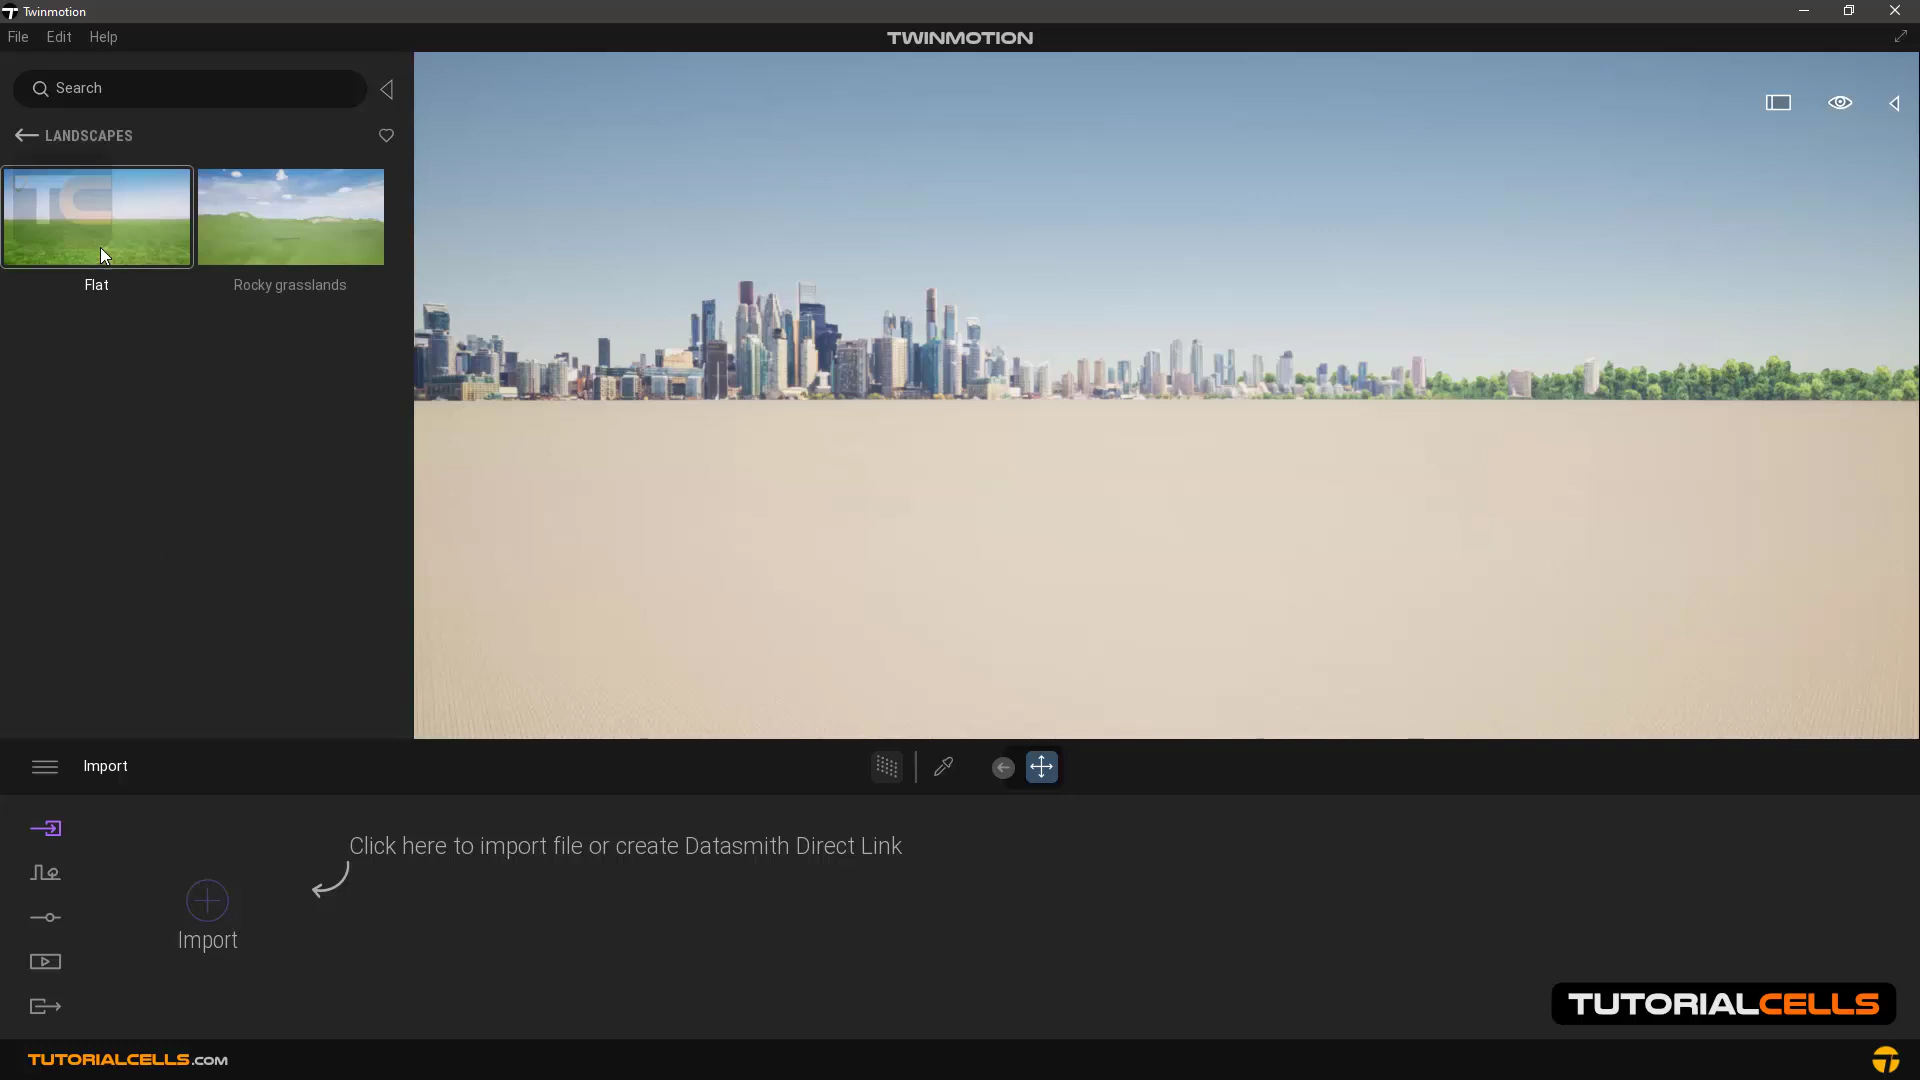 Twinmotion
File Edit Help
TWINMOTION
Search
LANDSCAPES
TC
Flat
Rocky grasslands
Import
Click here to import file or create Datasmith Direct Link
Import
TUTORIALCELLS
TUTORIALCELLS.COM